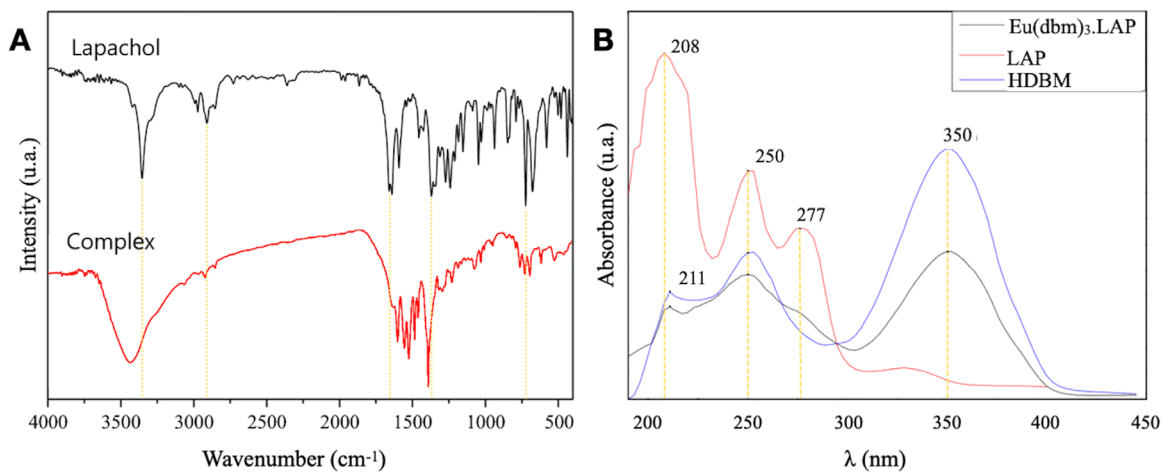 A
Lapachol
Complex
Intensity (u.a.)
4000 3500 3000 2500 2000 1500 1000 500
Wavenumber (cm-1)
B
208
250
277
211
350
Eu(dbm)3.LAP
LAP
HDBM
Absorbance (u.a.)
200 250 300 350 400 450
λ (nm)